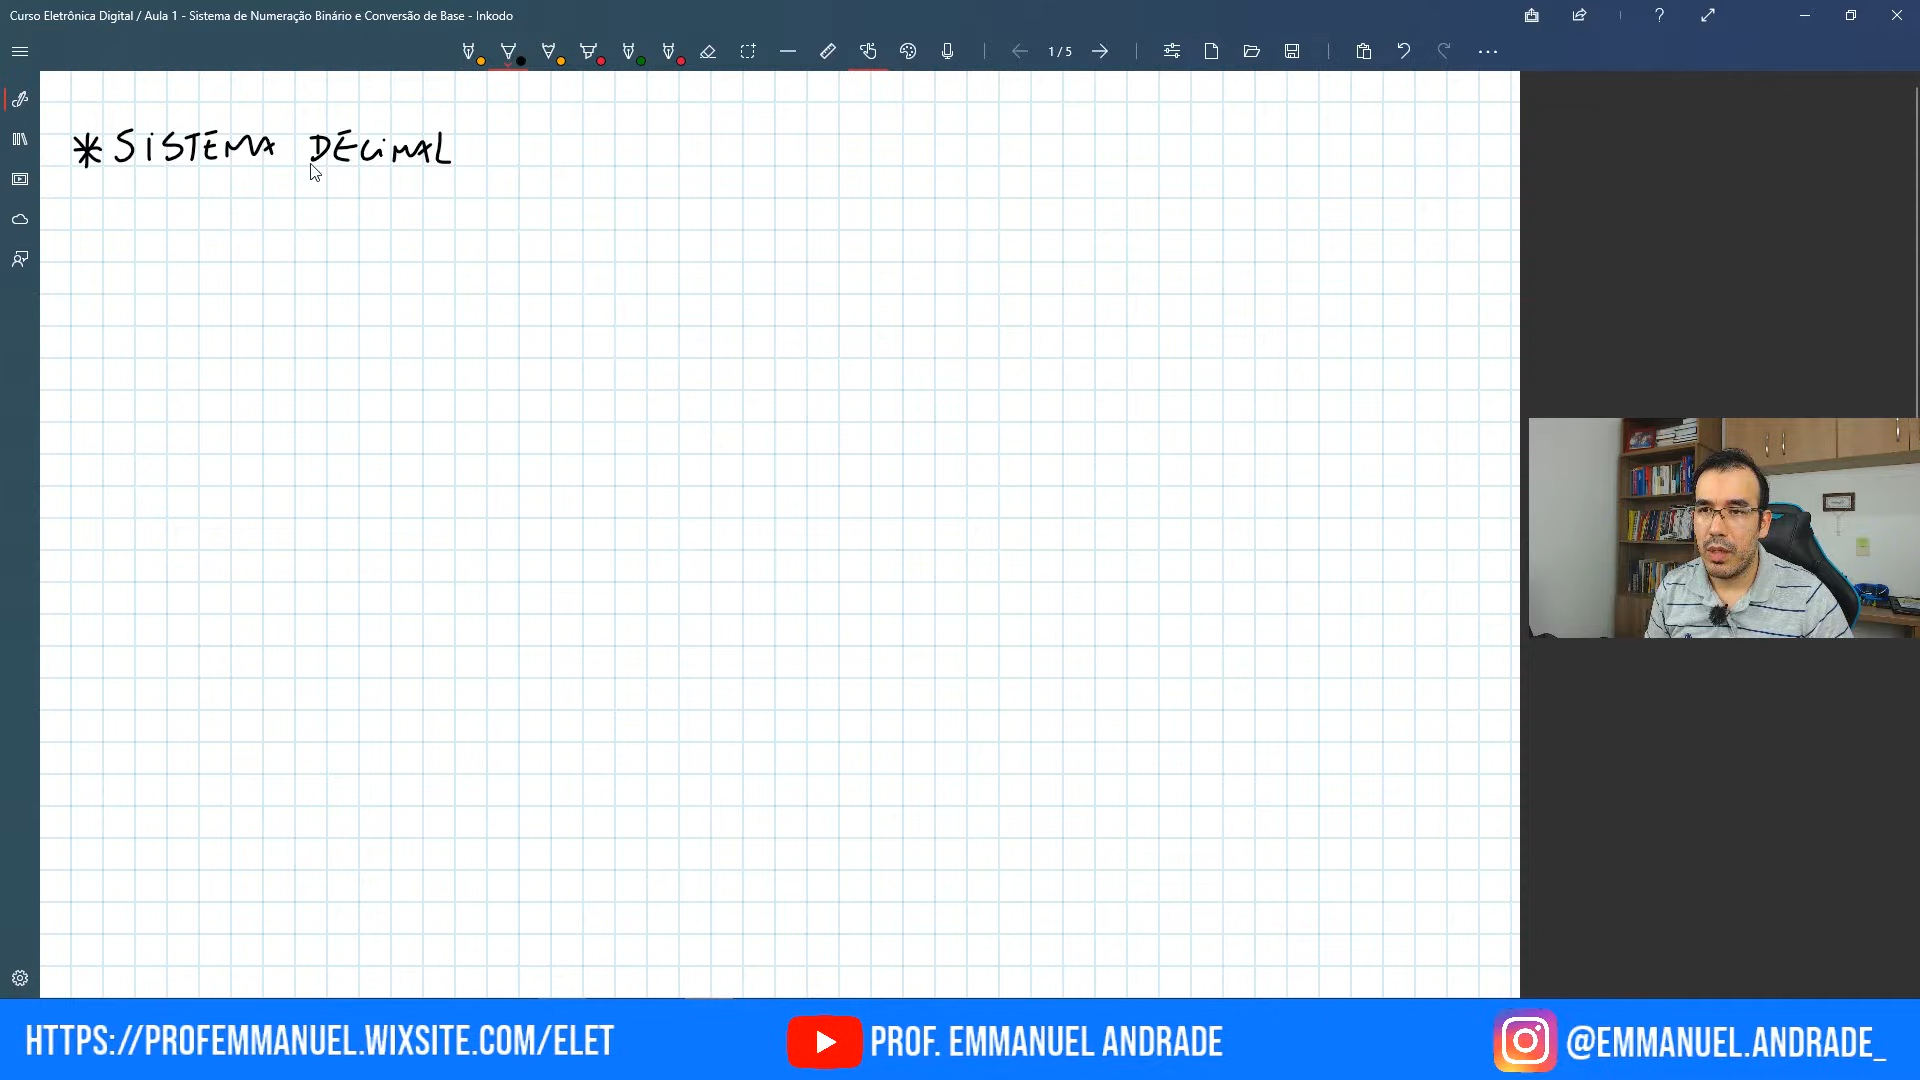 Curso Eletrônica Digital / Aula 1 - Sistema de Numeração Binário e Conversão de Base - Inkodo
1 / 5
* SISTEMA DECIMAL
HTTPS://PROFEMMANUEL.WIXSITE.COM/ELET
PROF. EMMANUEL ANDRADE
@EMMANUEL.ANDRADE_